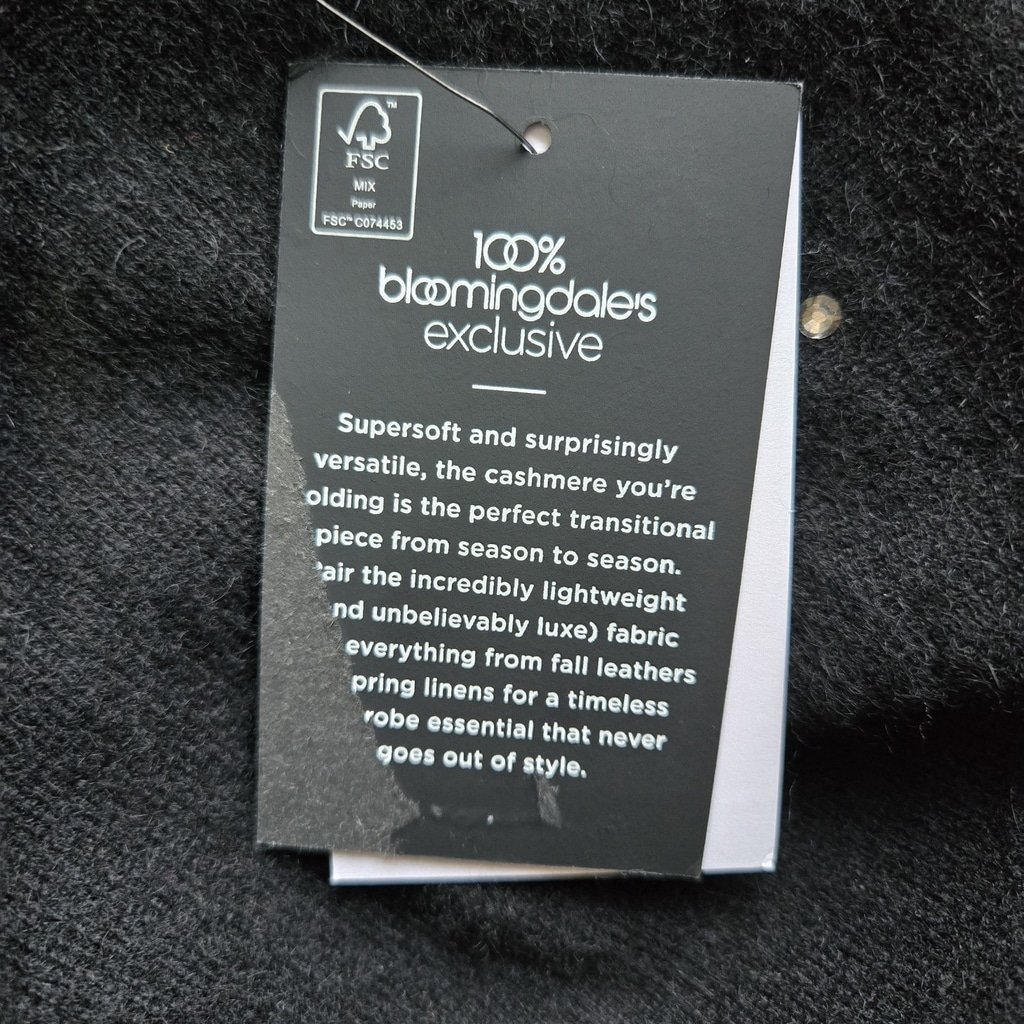 FSC
MIX
Paper
FSC™ C074453
100%
bloomingdale's
exclusive
Supersoft and surprisingly
versatile, the cashmere you're
olding is the perfect transitional
piece from season to season.
air the incredibly lightweight
nd unbelievably luxe) fabric
everything from fall leathers
pring linens for a timeless
robe essential that never
goes out of style.